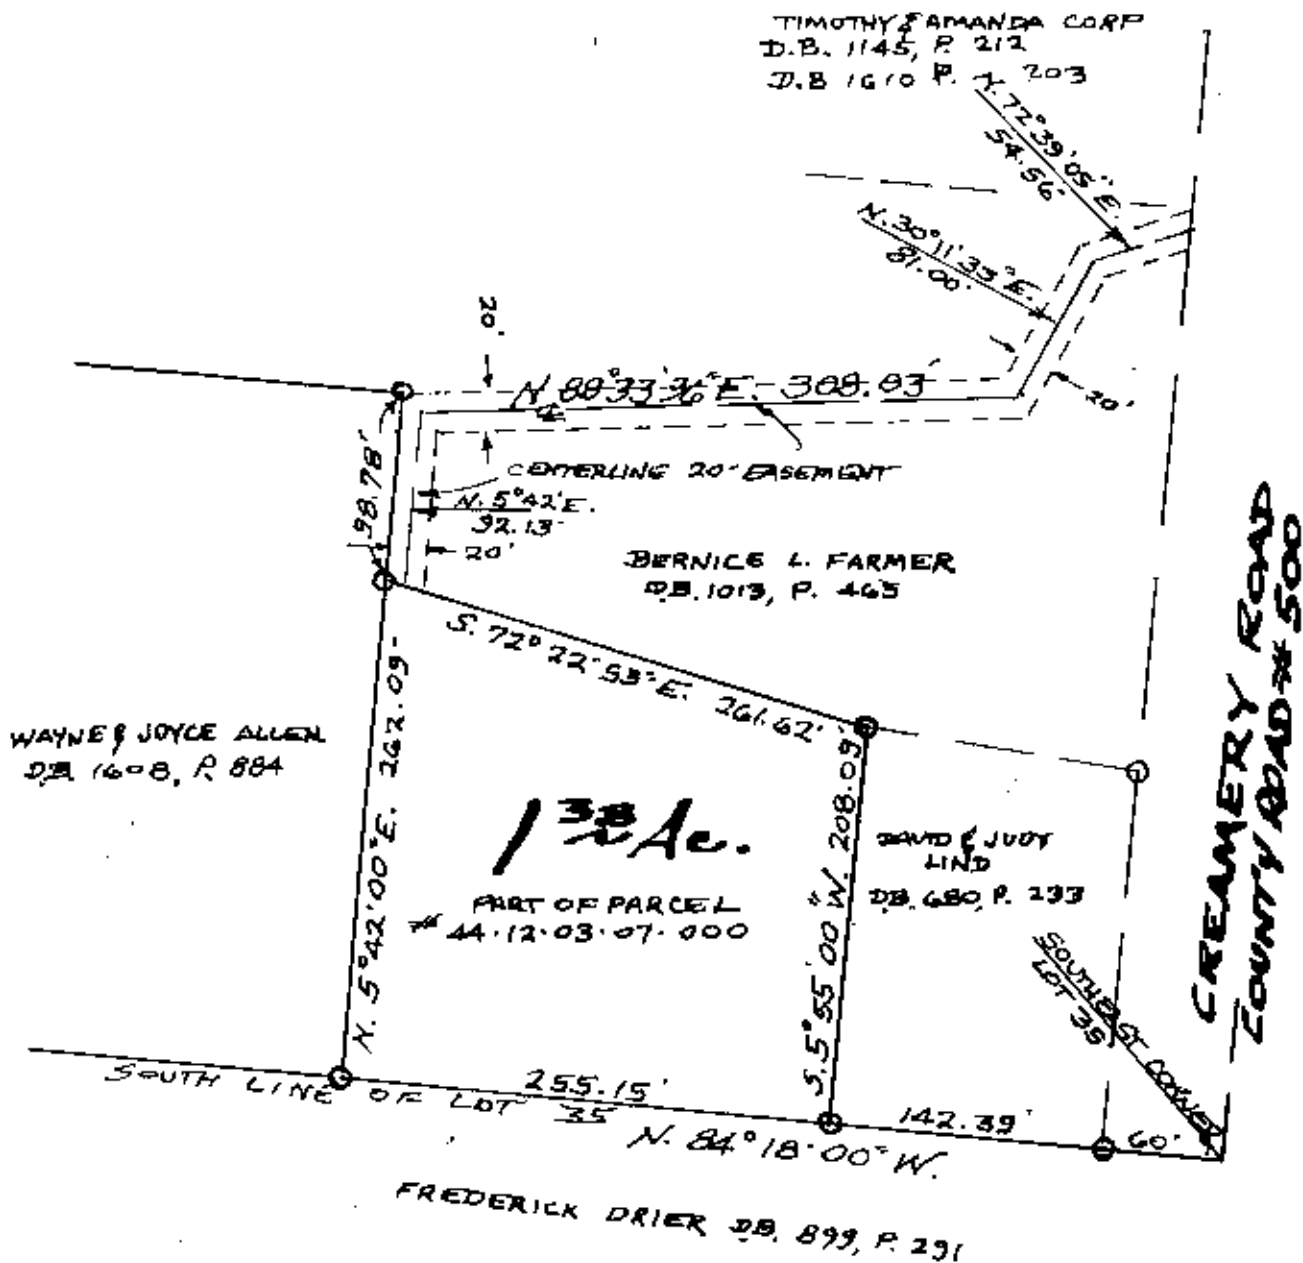 TIMOTHY & AMANDA CORP
D.B. 1145, P. 212
D.B 1610 P. 203
N. 72°39'05" E.
54.56'
N. 30°11'33" E.
81.00'
20'
N 88°33'36" E. 308.03'
20'
98.78'
CENTERLINE 20' EASEMENT
N. 5°42' E.
92.13'
20'
BERNICE L. FARMER
D.B. 1013, P. 465
S. 72°22'53" E. 261.62'
WAYNE & JOYCE ALLEN
D.B. 1608, P. 884
N. 5°42'00" E. 262.09'
1 Ac.
PART OF PARCEL
# 44-12-03-07-000
S. 5°55'00" W. 208.09'
DAVID & JUDY
LIND
D.B. 680, P. 233
CREAMERY ROAD
COUNTY ROAD # 500
SOUTHEAST CORNER
LOT 35
SOUTH LINE OF LOT 35
255.15'
142.39'
60'
N. 84°18'00" W.
FREDERICK DRIER D.B. 899, P. 291